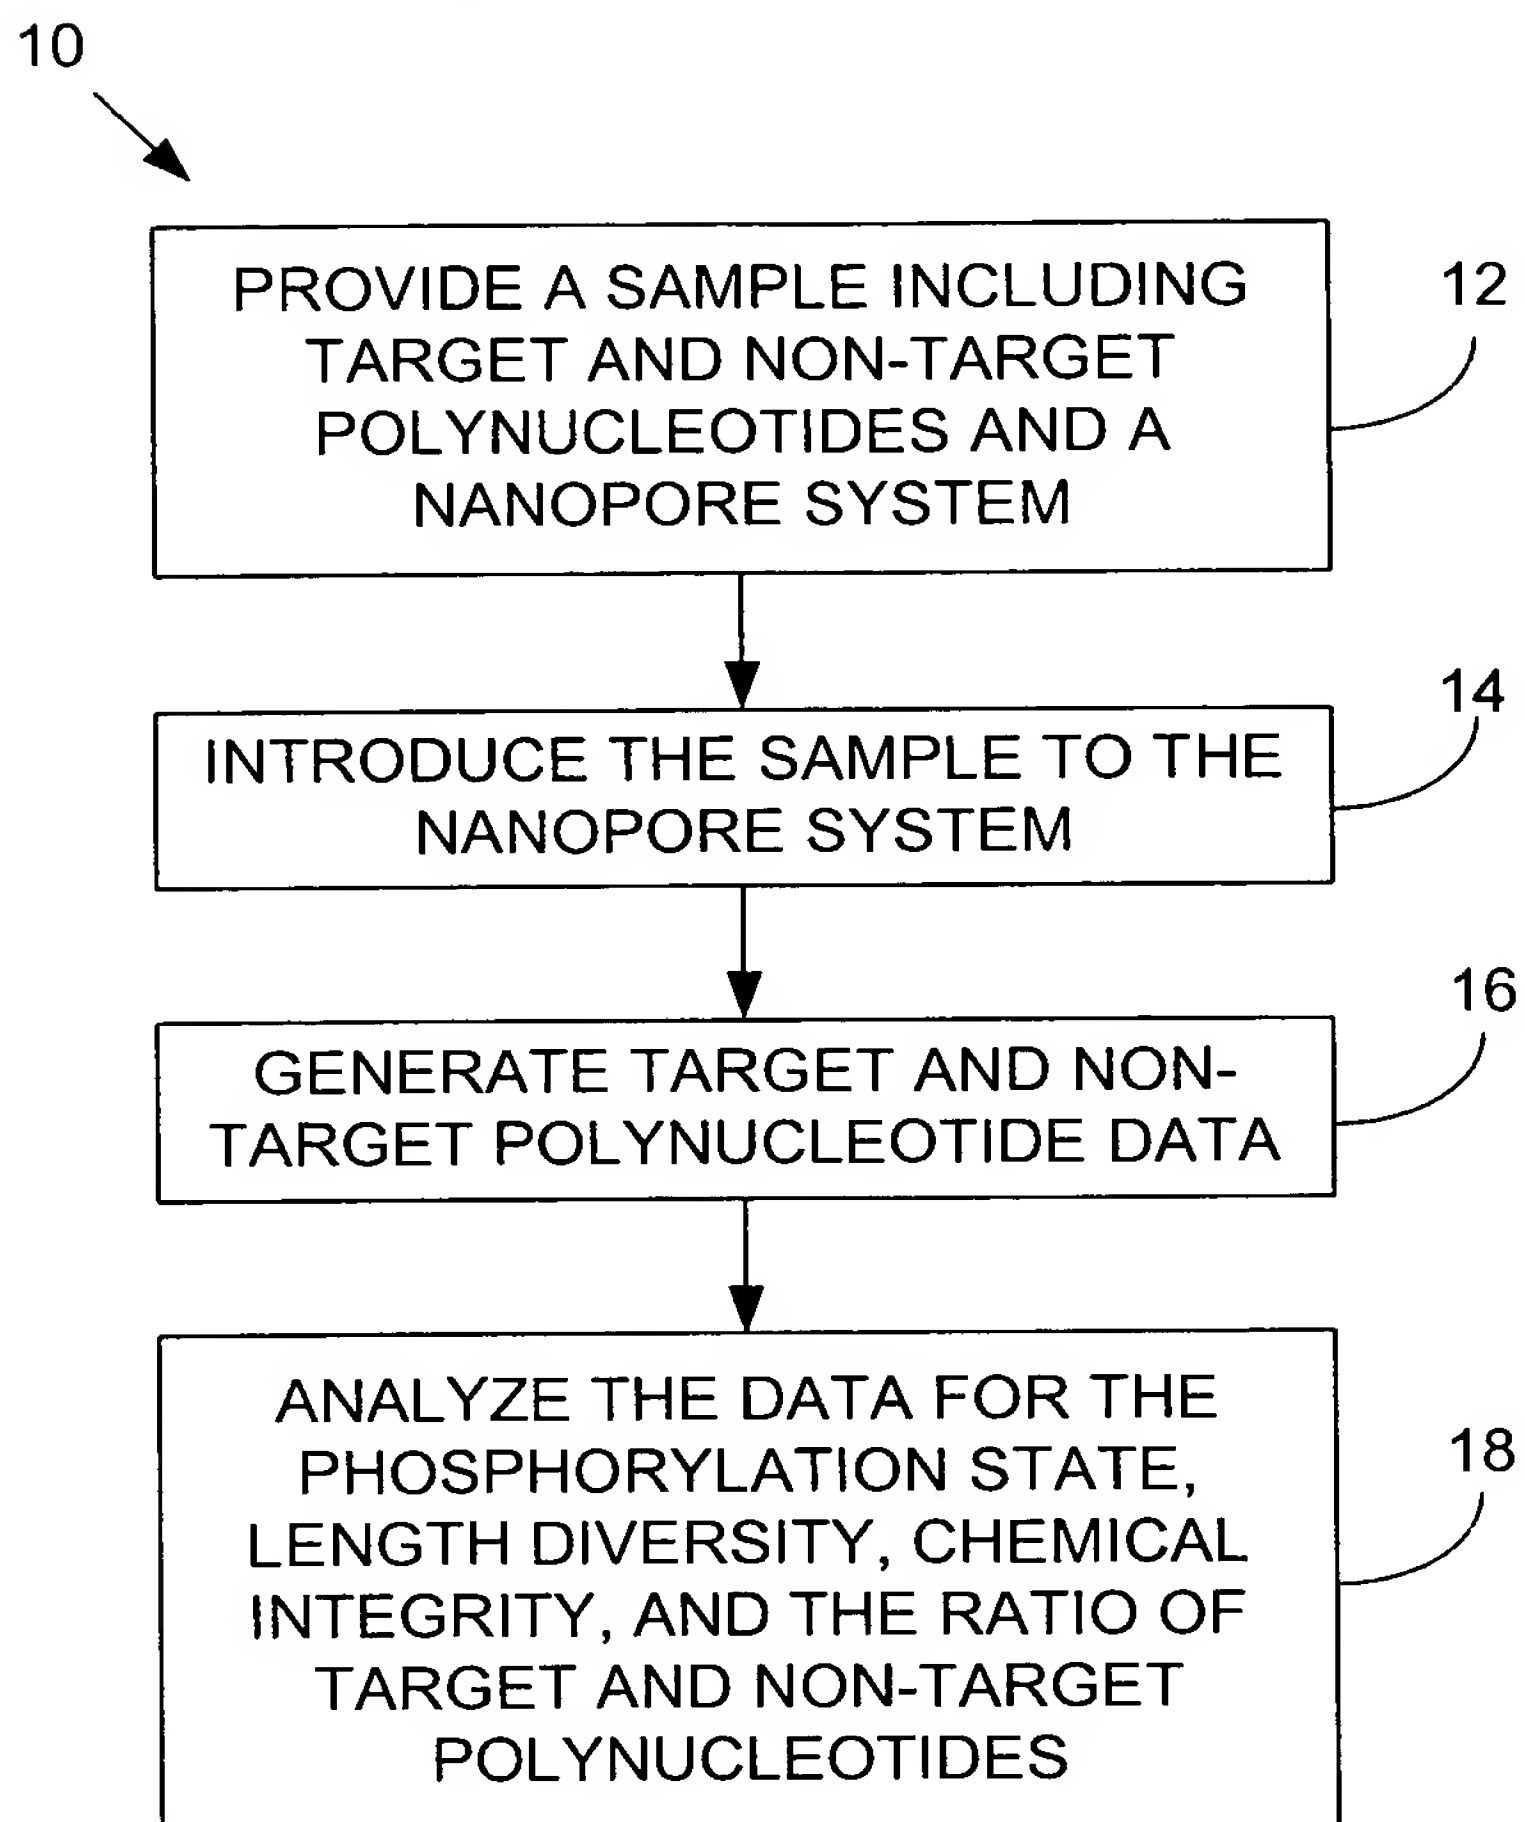 10
PROVIDE A SAMPLE INCLUDING
TARGET AND NON-TARGET
POLYNUCLEOTIDES AND A
NANOPORE SYSTEM
12
INTRODUCE THE SAMPLE TO THE
NANOPORE SYSTEM
14
GENERATE TARGET AND NON-
TARGET POLYNUCLEOTIDE DATA
16
ANALYZE THE DATA FOR THE
PHOSPHORYLATION STATE,
LENGTH DIVERSITY, CHEMICAL
INTEGRITY, AND THE RATIO OF
TARGET AND NON-TARGET
POLYNUCLEOTIDES
18